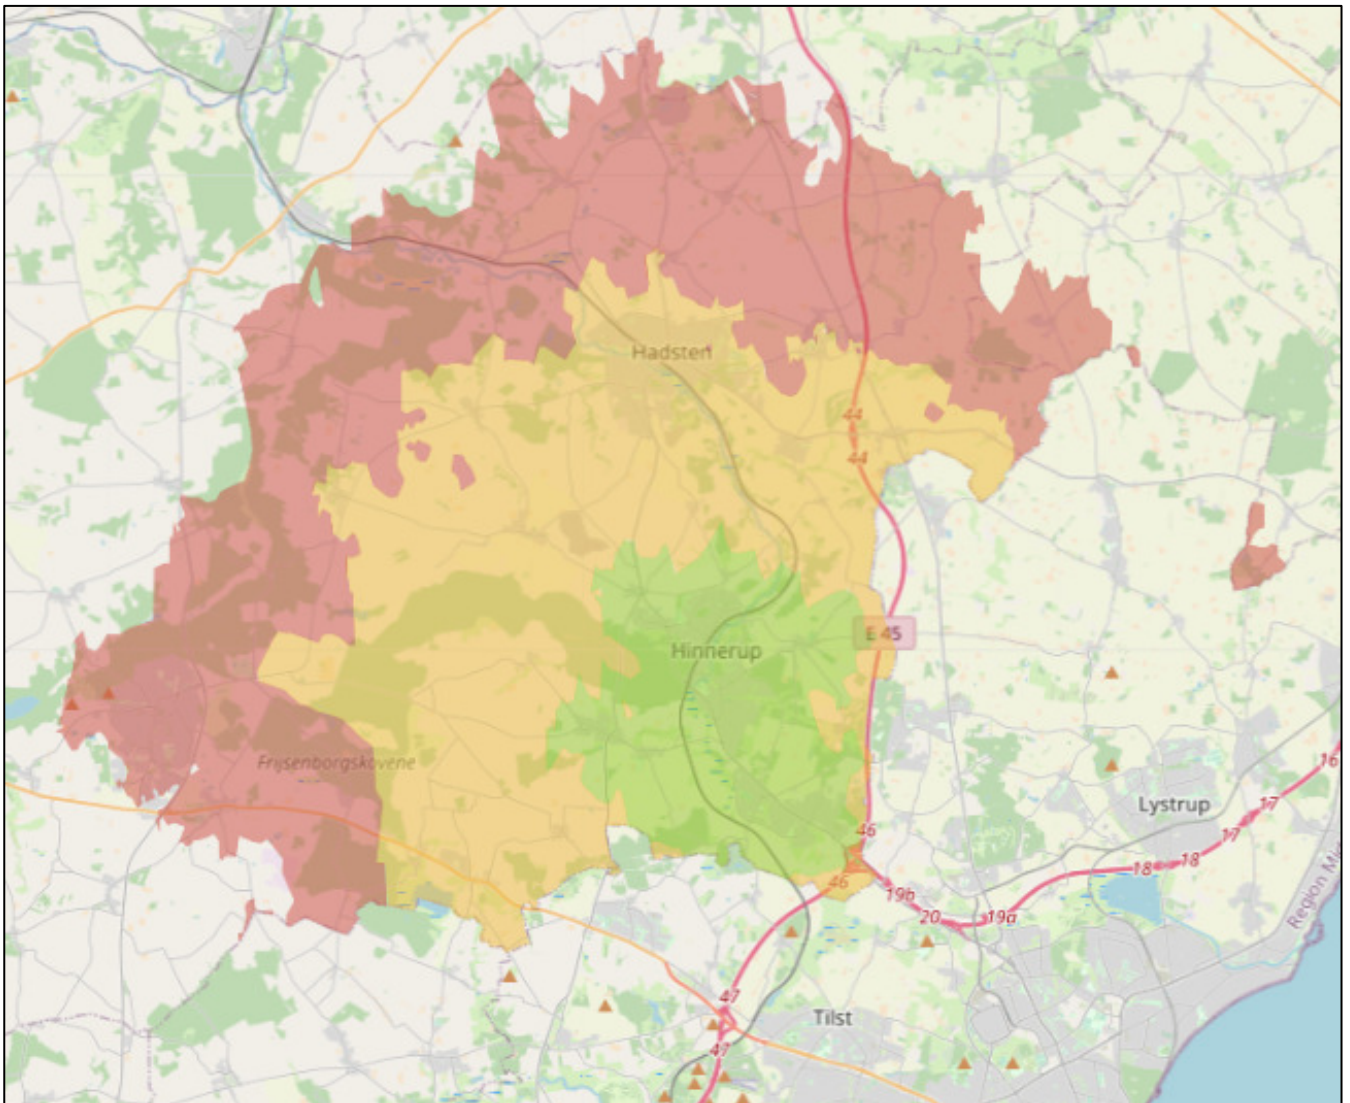 Hadsten
44
44
E 45
Hinnerup
Frijsenborgskovene
16
Lystrup
17
17
46
18
18
46
19b
20
19a
Region Mi
47
Tilst
47